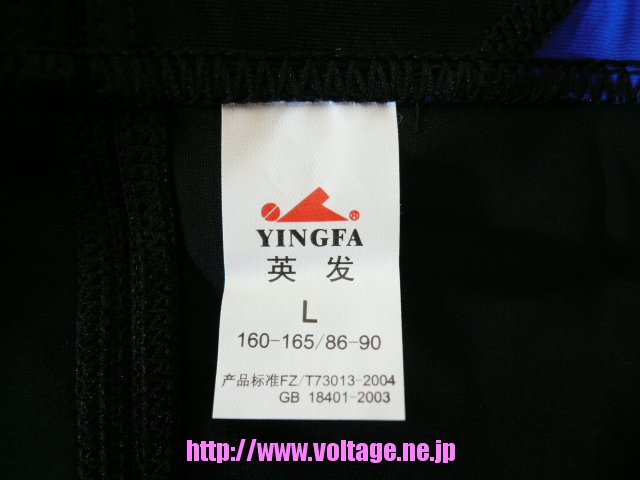 YINGFA
英发
L
160-165/86-90
产品标准FZ/T73013-2004
GB 18401-2003
http://www.voltage.ne.jp